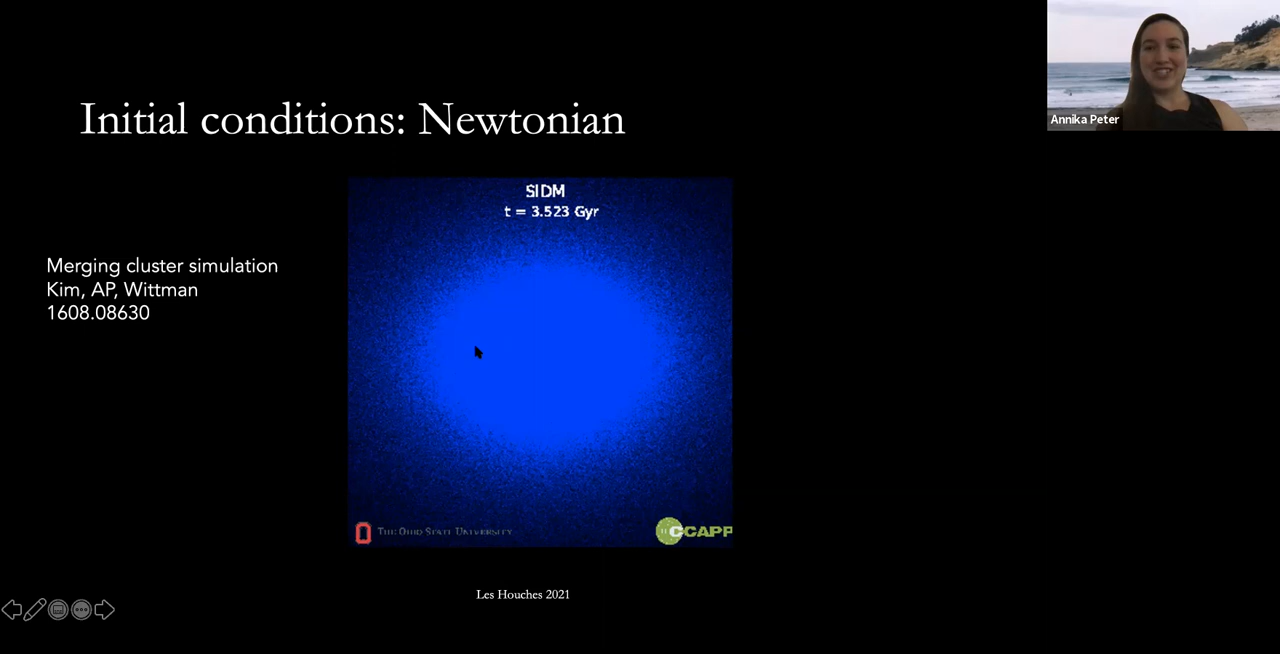 Annika Peter
Initial conditions: Newtonian
SIDM
t = 3.523 Gyr
Merging cluster simulation
Kim, AP, Wittman
1608.08630
THE OHIO STATE UNIVERSITY
CCAPP
Les Houches 2021